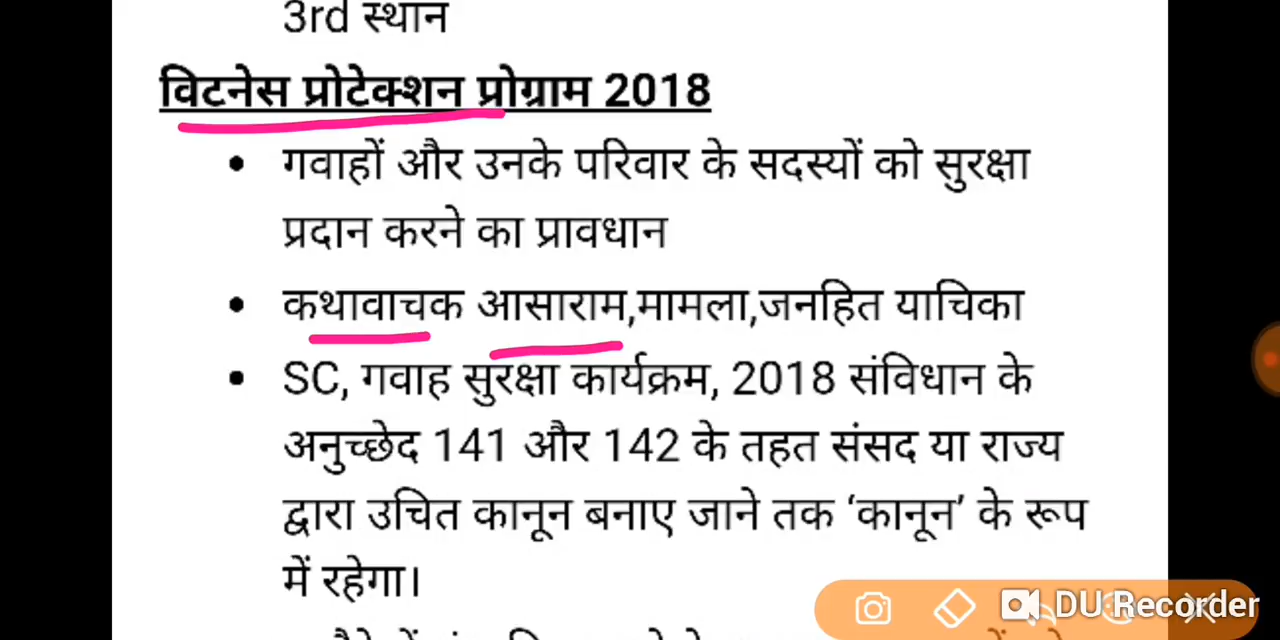 3rd स्थान
विटनेस प्रोटेक्शन प्रोग्राम 2018
• गवाहों और उनके परिवार के सदस्यों को सुरक्षा
प्रदान करने का प्रावधान
• कथावाचक आसाराम,मामला,जनहित याचिका
• SC, गवाह सुरक्षा कार्यक्रम, 2018 संविधान के
अनुच्छेद 141 और 142 के तहत संसद या राज्य
द्वारा उचित कानून बनाए जाने तक ‘कानून’ के रूप
में रहेगा।
DU Recorder